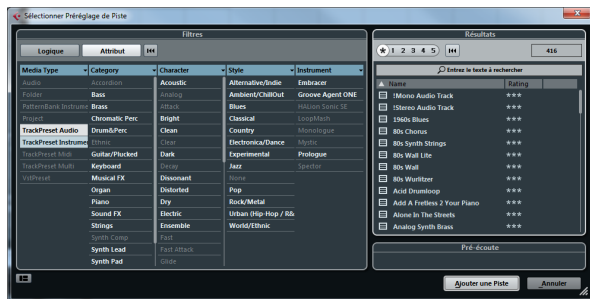 Sélectionner Préréglage de Piste
Filtres
Logique
Attribut
Media Type
Audio
Folder
PatternBank Instrume
Project
TrackPreset Audio
TrackPreset Instrumen
TrackPreset Midi
TrackPreset Multi
VstPreset
Category
Accordion
Bass
Brass
Chromatic Perc
Drum&Perc
Ethnic
Guitar/Plucked
Keyboard
Musical FX
Organ
Piano
Sound FX
Strings
Synth Comp
Synth Lead
Synth Pad
Character
Acoustic
Analog
Attack
Bright
Clean
Clear
Dark
Decay
Dissonant
Distorted
Dry
Electric
Ensemble
Fast
Fast Attack
Glide
Style
Alternative/Indie
Ambient/ChillOut
Blues
Classical
Country
Electronica/Dance
Experimental
Jazz
None
Pop
Rock/Metal
Urban (Hip-Hop / R&
World/Ethnic
Instrument
Embracer
Groove Agent ONE
HALion Sonic SE
LoopMash
Monologue
Mystic
Prologue
Spector
Résultats
1 2 3 4 5
416
Entrez le texte à rechercher
Name Rating
!Mono Audio Track ***
!Stereo Audio Track ***
1960s Blues ***
80s Chorus ***
80s Synth Strings ***
80s Wall Lite ***
80s Wall ***
80s Wurlitzer ***
Acid Drumloop ***
Add A Fretless 2 Your Piano ***
Alone In The Streets ***
Analog Synth Brass ***
Pré-écoute
Ajouter une Piste
Annuler